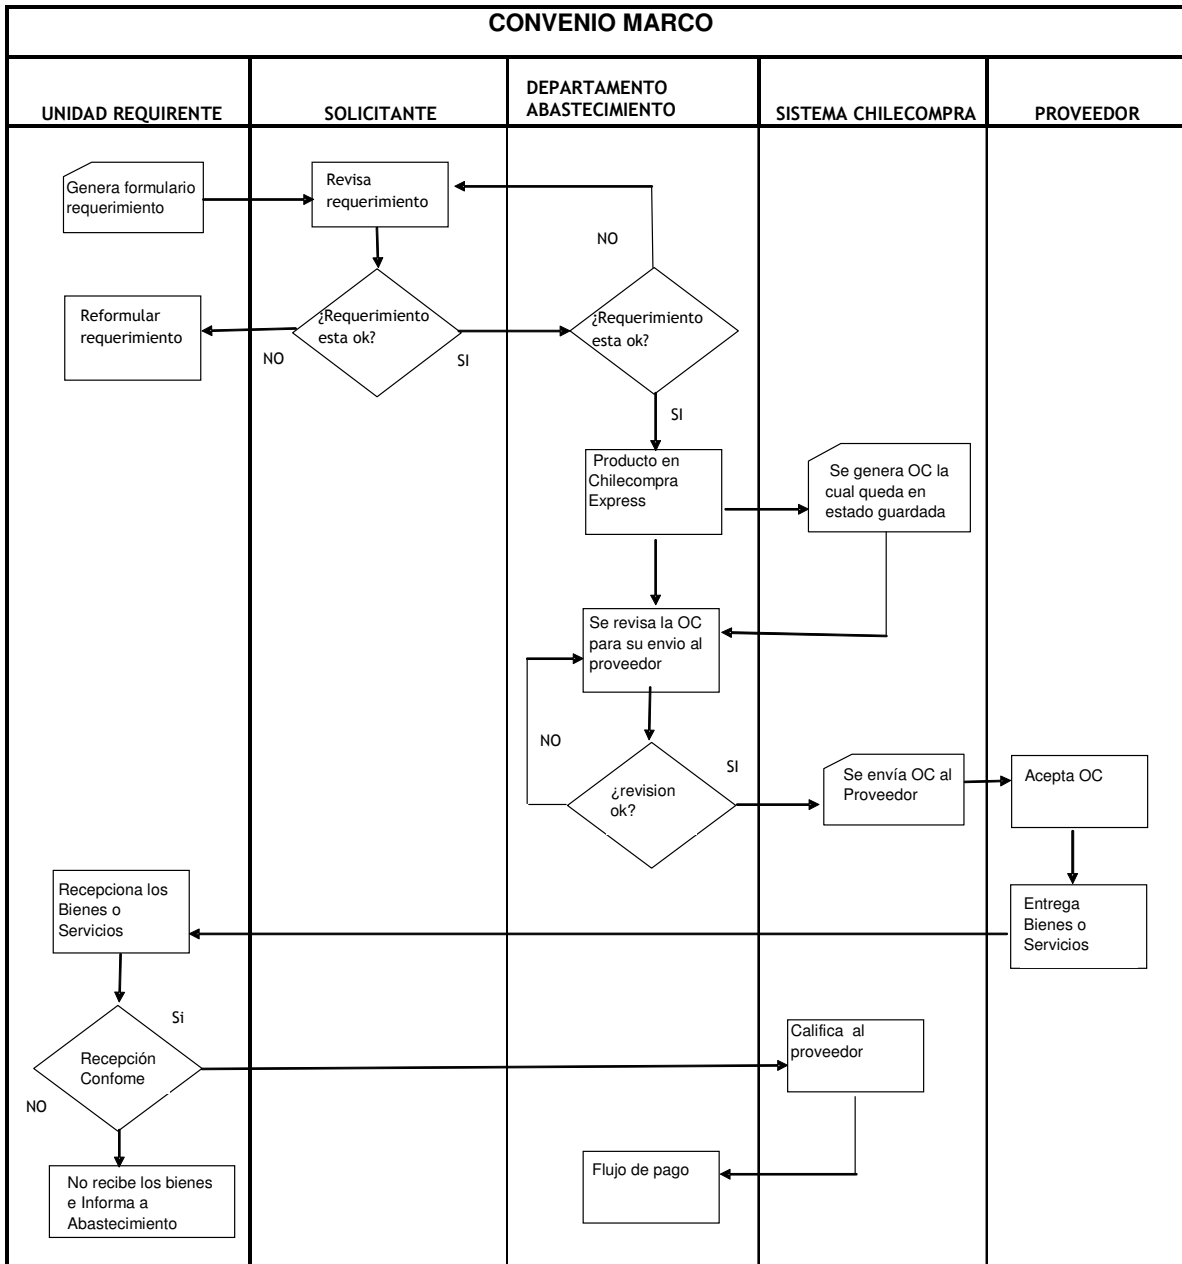 CONVENIO MARCO
UNIDAD REQUIRENTE
SOLICITANTE
DEPARTAMENTO
ABASTECIMIENTO
SISTEMA CHILECOMPRA
PROVEEDOR
Genera formulario
requerimiento
Revisa
requerimiento
NO
Reformular
requerimiento
NO
¿Requerimiento
esta ok?
SI
¿Requerimiento
esta ok?
SI
Producto en
Chilecompra
Express
Se genera OC la
cual queda en
estado guardada
Se revisa la OC
para su envio al
proveedor
NO
¿revision
ok?
SI
Se envía OC al
Proveedor
Acepta OC
Entrega
Bienes o
Servicios
Recepciona los
Bienes o
Servicios
Si
Recepción
Confome
NO
Califica al
proveedor
No recibe los bienes
e Informa a
Abastecimiento
Flujo de pago